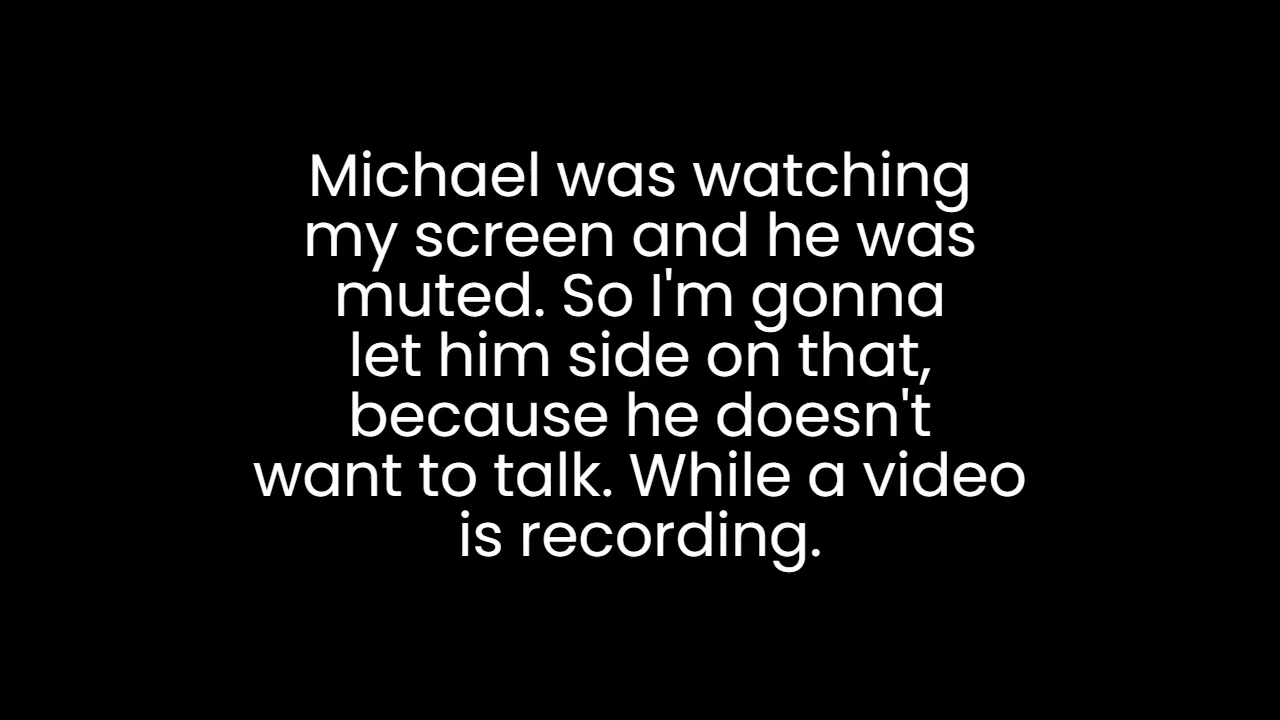 Michael was watching
my screen and he was
muted. So I'm gonna
let him side on that,
because he doesn't
want to talk. While a video
is recording.